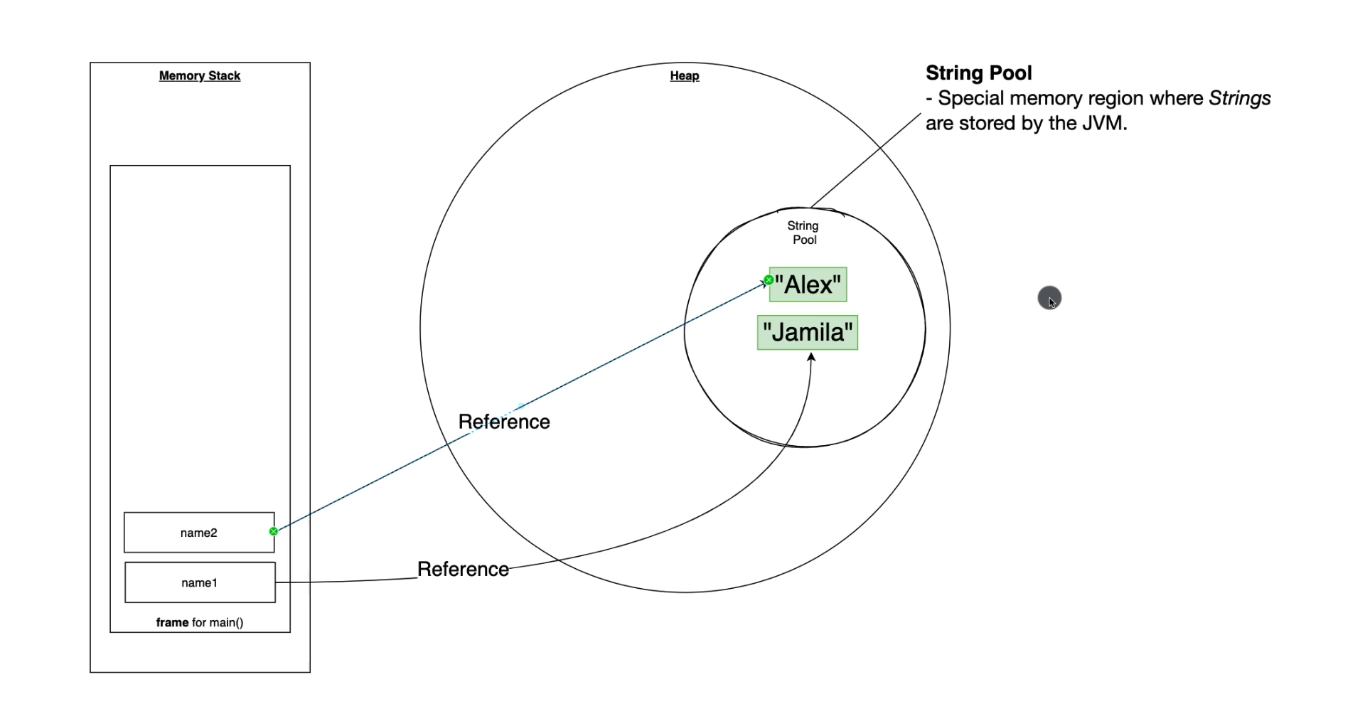 Memory Stack
name2
name1
frame for main()
Heap
String
Pool
"Alex"
"Jamila"
Reference
Reference
String Pool
- Special memory region where Strings
are stored by the JVM.